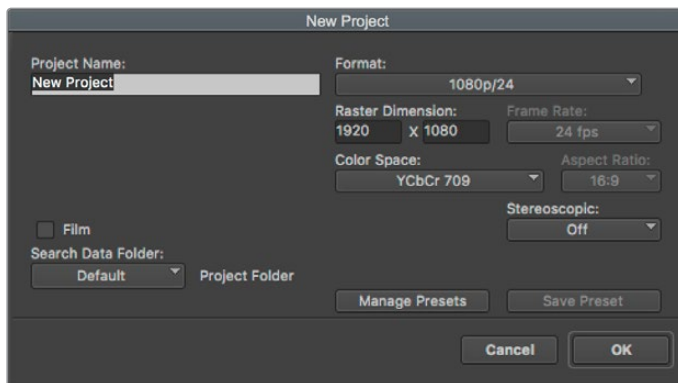 New Project
Project Name:
New Project
Format:
1080p/24
Raster Dimension:
1920 x 1080
Frame Rate:
24 fps
Color Space:
YCbCr 709
Aspect Ratio:
16:9
Stereoscopic:
Off
Film
Search Data Folder:
Default
Project Folder
Manage Presets
Save Preset
Cancel
OK